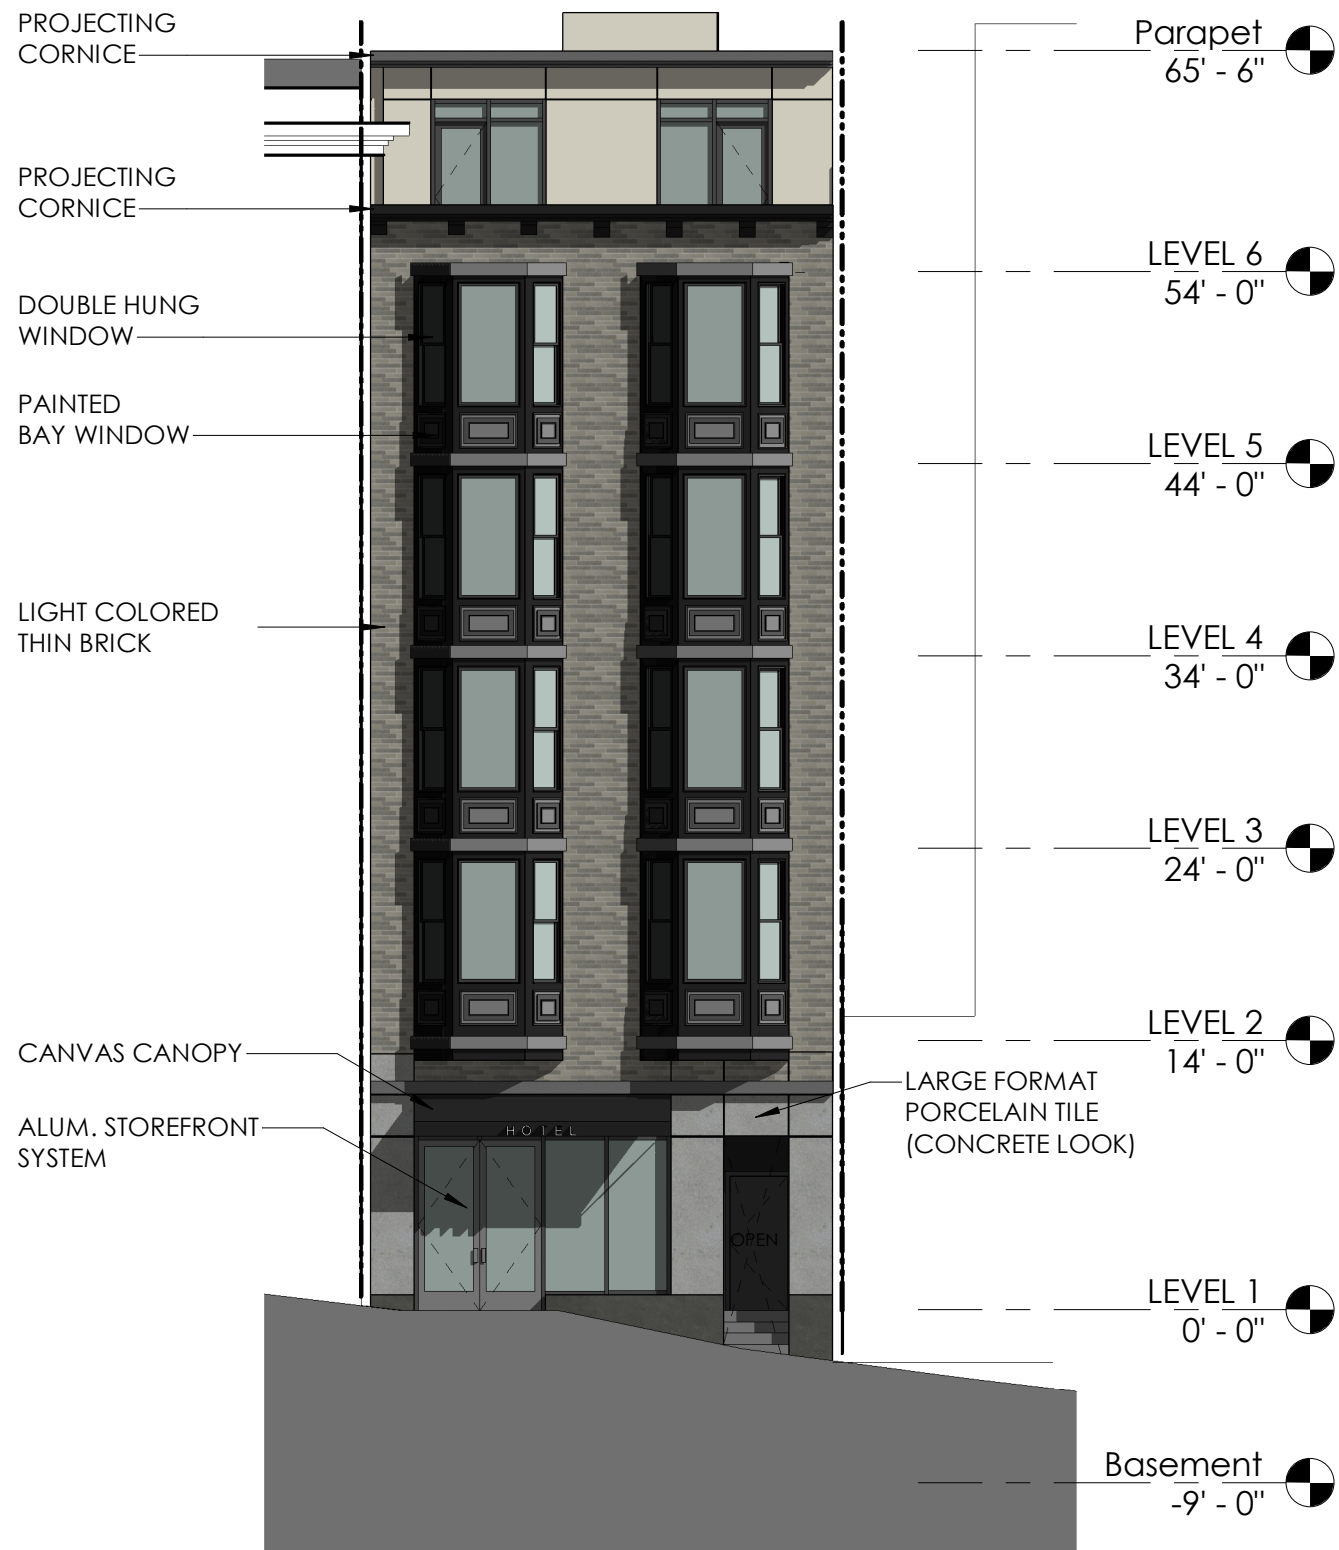 PROJECTING
CORNICE
PROJECTING
CORNICE
DOUBLE HUNG
WINDOW
PAINTED
BAY WINDOW
LIGHT COLORED
THIN BRICK
CANVAS CANOPY
ALUM. STOREFRONT
SYSTEM
HOTEL
OPEN
LARGE FORMAT
PORCELAIN TILE
(CONCRETE LOOK)
Parapet
65' - 6"
LEVEL 6
54' - 0"
LEVEL 5
44' - 0"
LEVEL 4
34' - 0"
LEVEL 3
24' - 0"
LEVEL 2
14' - 0"
LEVEL 1
0' - 0"
Basement
-9' - 0"